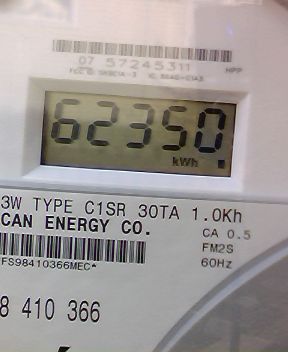 07 57245311
HPP
62350
kWh
3W TYPE C1SR 30TA 1.0Kh
CAN ENERGY CO.
CA 0.5
FM2S
60Hz
FS98410366MEC*
8 410 366